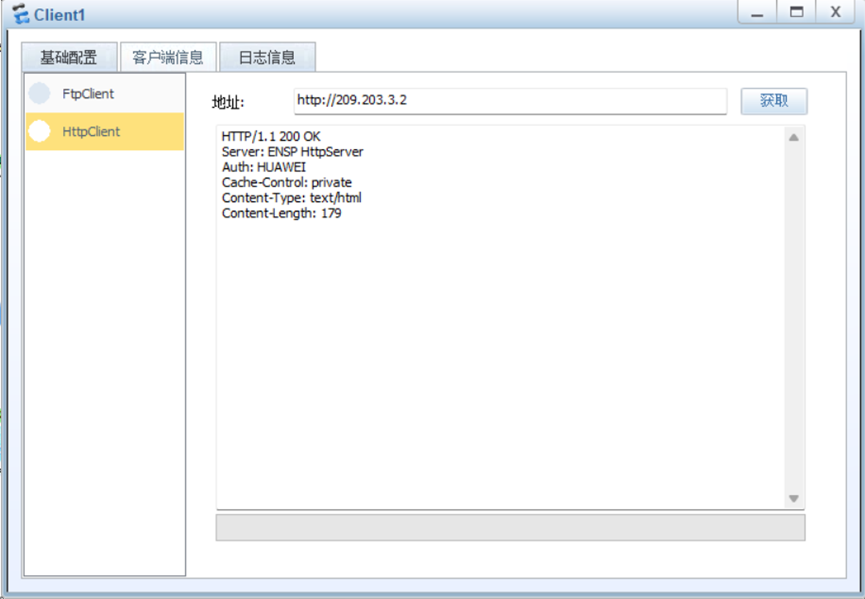 Client1
基础配置 客户端信息 日志信息
FtpClient
HttpClient
地址: http://209.203.3.2 获取
HTTP/1.1 200 OK
Server: ENSP HttpServer
Auth: HUAWEI
Cache-Control: private
Content-Type: text/html
Content-Length: 179